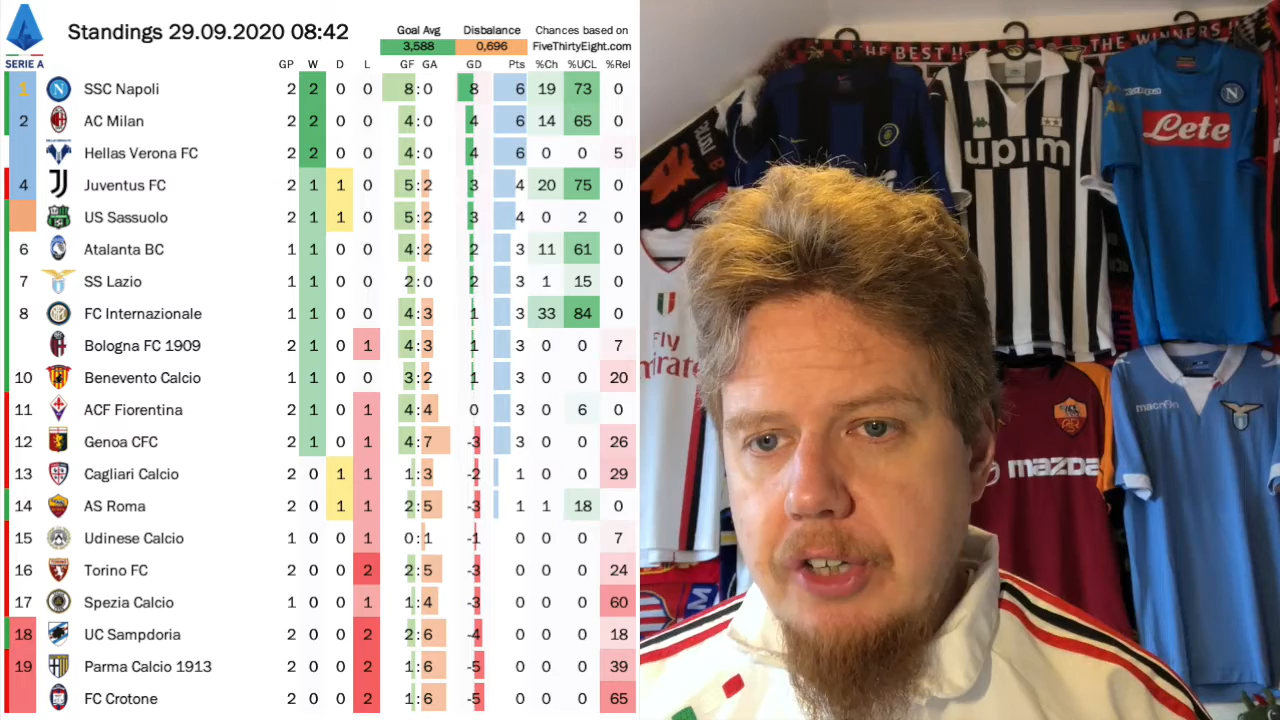 Standings 29.09.2020 08:42
Goal Avg Disbalance Chances based on
3,588 0,696 FiveThirtyEight.com
SERIE A GP W D L GF GA GD Pts %Ch %UCL %Rel
1 SSC Napoli 2 2 0 0 8:0 8 6 19 73 0
2 AC Milan 2 2 0 0 4:0 4 6 14 65 0
Hellas Verona FC 2 2 0 0 4:0 4 6 0 0 5
4 Juventus FC 2 1 1 0 5:2 3 4 20 75 0
US Sassuolo 2 1 1 0 5:2 3 4 0 2 0
6 Atalanta BC 1 1 0 0 4:2 2 3 11 61 0
7 SS Lazio 1 1 0 0 2:0 2 3 1 15 0
8 FC Internazionale 1 1 0 0 4:3 1 3 33 84 0
Bologna FC 1909 2 1 0 1 4:3 1 3 0 0 7
10 Benevento Calcio 1 1 0 0 3:2 1 3 0 0 20
11 ACF Fiorentina 2 1 0 1 4:4 0 3 0 6 0
12 Genoa CFC 2 1 0 1 4:7 -3 3 0 0 26
13 Cagliari Calcio 2 0 1 1 1:3 -2 1 0 0 29
14 AS Roma 2 0 1 1 2:5 -3 1 1 18 0
15 Udinese Calcio 1 0 0 1 0:1 -1 0 0 0 7
16 Torino FC 2 0 0 2 2:5 -3 0 0 0 24
17 Spezia Calcio 1 0 0 1 1:4 -3 0 0 0 60
18 UC Sampdoria 2 0 0 2 2:6 -4 0 0 0 18
19 Parma Calcio 1913 2 0 0 2 1:6 -5 0 0 0 39
FC Crotone 2 0 0 2 1:6 -5 0 0 0 65
THE BEST !! THE WINNERS
upim
Lete
Fly
mirates
macron
mazda